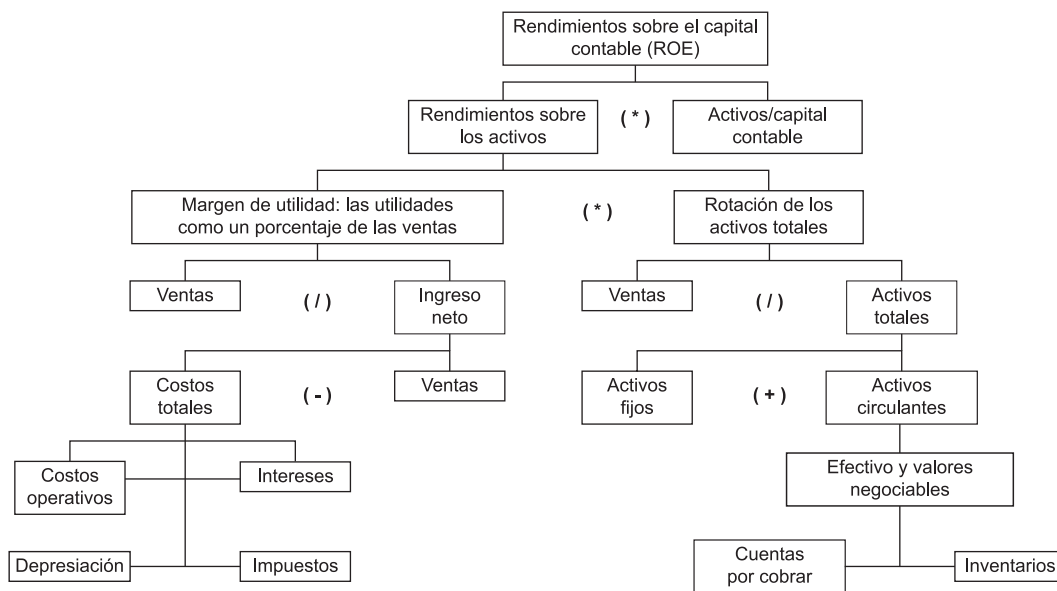 Rendimientos sobre el capital
contable (ROE)
Rendimientos sobre
los activos
( * )
Activos/capital
contable
Margen de utilidad: las utilidades
como un porcentaje de las ventas
( * )
Rotación de los
activos totales
Ventas
( / )
Ingreso
neto
Ventas
( / )
Activos
totales
Costos
totales
( - )
Ventas
Activos
fijos
( + )
Activos
circulantes
Costos
operativos
Intereses
Efectivo y valores
negociables
Depresiación
Impuestos
Cuentas
por cobrar
Inventarios